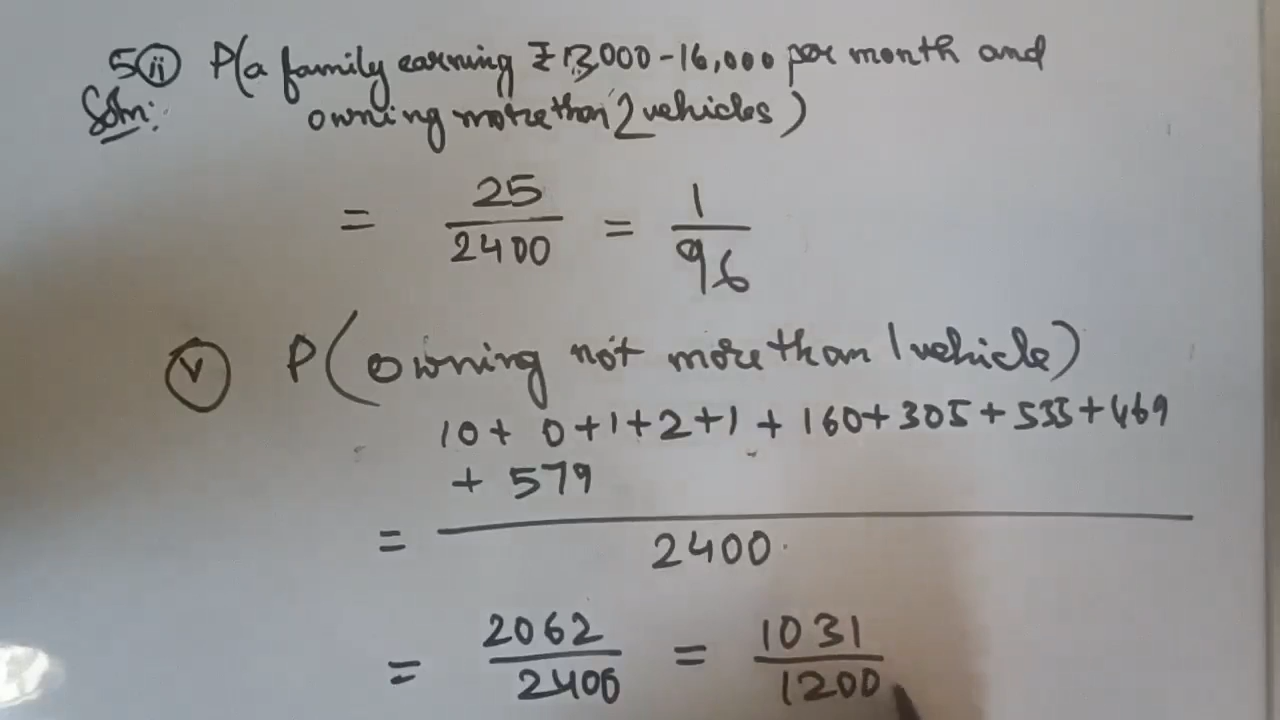 5 (ii) P(a family earning ₹ 13000-16,000 per month and
Soln: owning more than 2 vehicles)
= 25/2400 = 1/96
(v) P(owning not more than 1 vehicle)
10+ 0+1+2+1+160+305+535+469
+ 579
=
2400
= 2062/2400 = 1031/1200